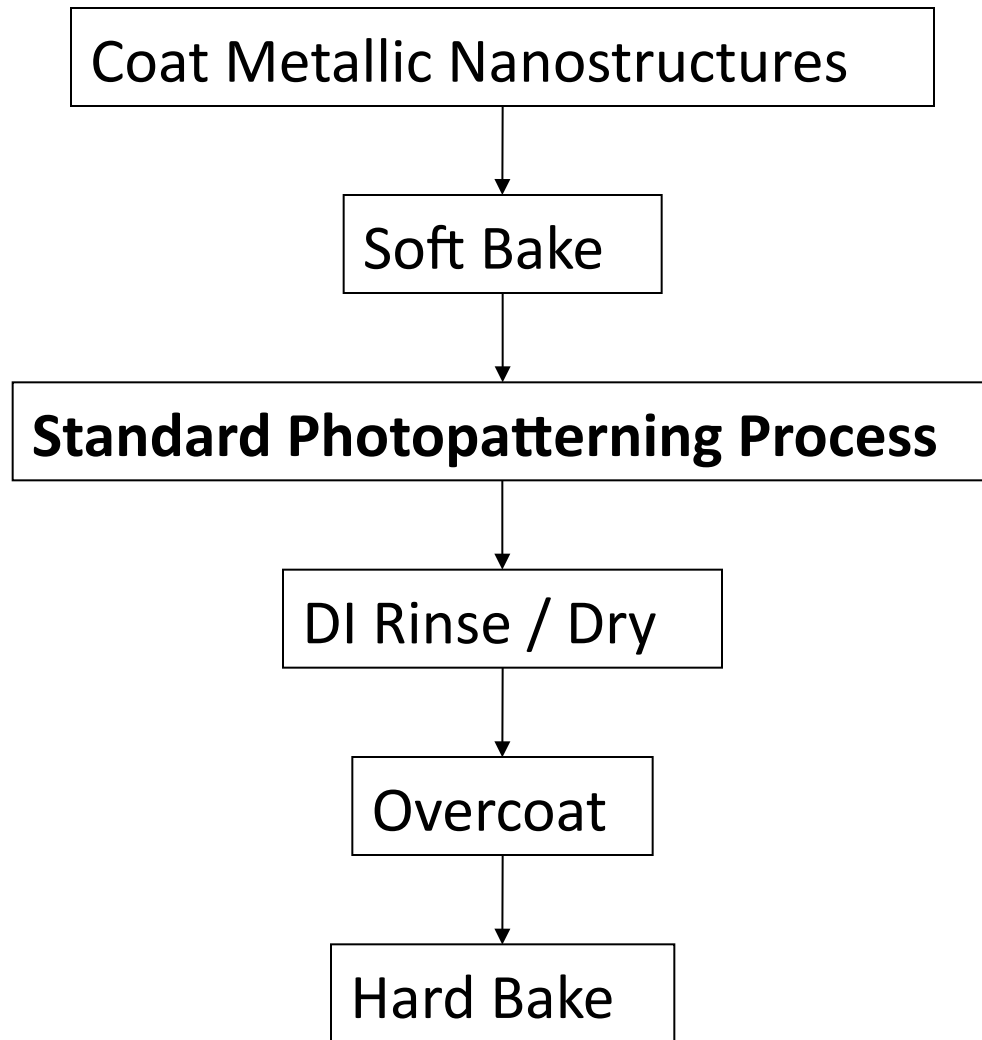 Coat Metallic Nanostructures
Soft Bake
Standard Photopatterning Process
DI Rinse / Dry
Overcoat
Hard Bake